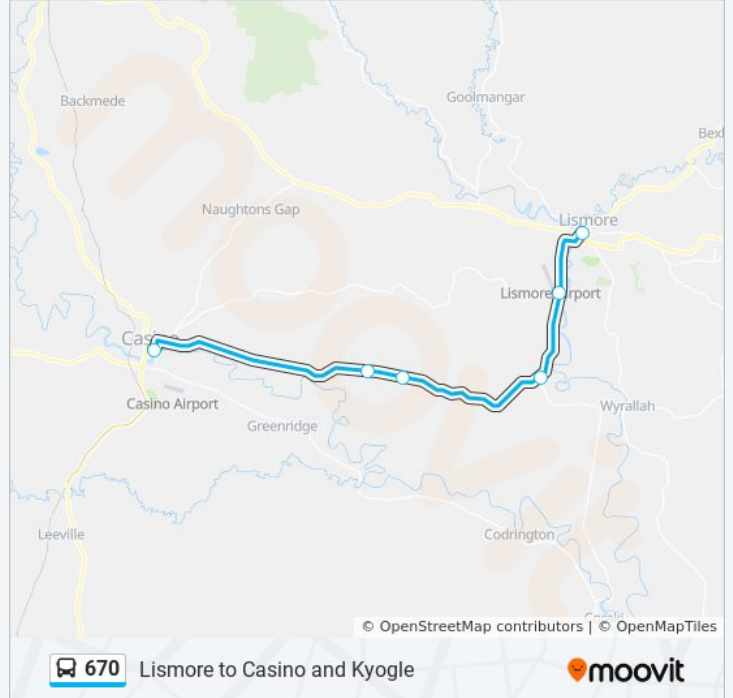 Backmede
Goolmangar
Naughtons Gap
Lismore
Lismore Airport
Casino
Casino Airport
Wyrallah
Greenridge
Leeville
Codrington
© OpenStreetMap contributors | © OpenMapTiles
670 Lismore to Casino and Kyogle
moovit